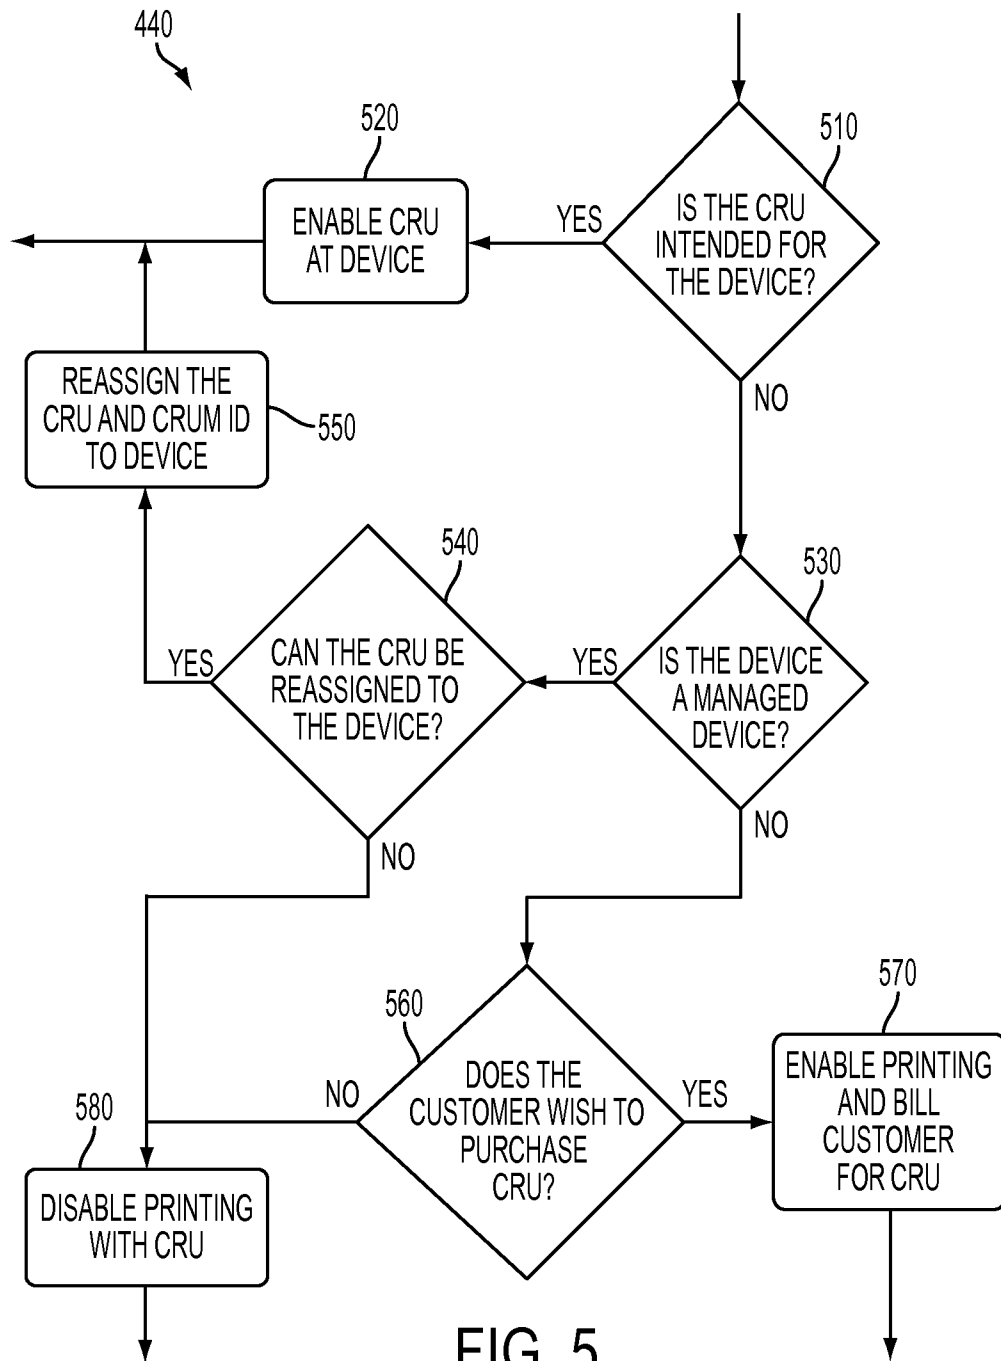 440
520
510
ENABLE CRU
AT DEVICE
YES
IS THE CRU
INTENDED FOR
THE DEVICE?
REASSIGN THE
CRU AND CRUM ID
TO DEVICE
550
NO
540
530
YES
CAN THE CRU BE
REASSIGNED TO
THE DEVICE?
YES
IS THE DEVICE
A MANAGED
DEVICE?
NO
NO
560
570
580
NO
DOES THE
CUSTOMER WISH TO
PURCHASE
CRU?
YES
ENABLE PRINTING
AND BILL
CUSTOMER
FOR CRU
DISABLE PRINTING
WITH CRU
FIG. 5